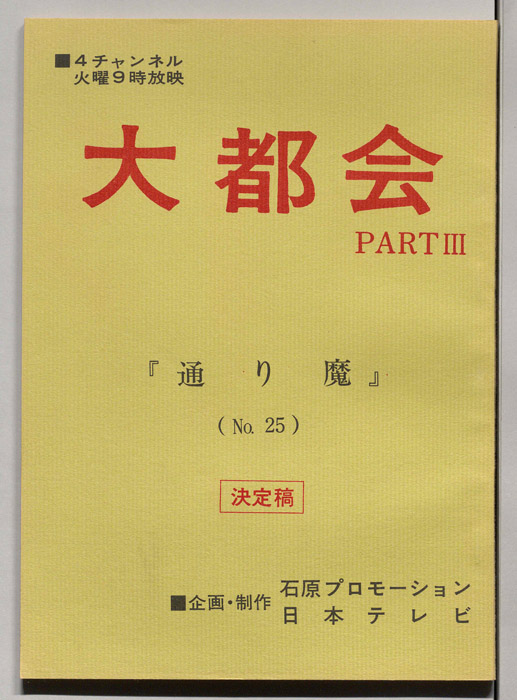 ■4チャンネル
火曜9時放映
大都会
PARTⅢ
『通り魔』
(No. 25)
決定稿
■企画・制作 石原プロモーション
日本テレビ